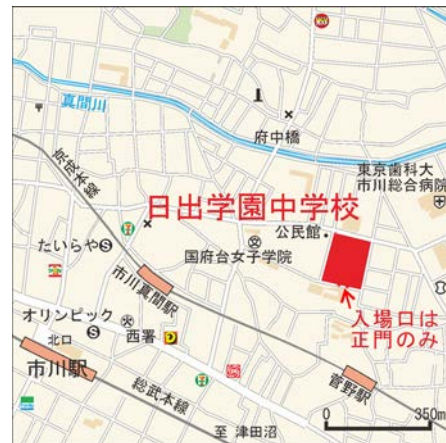 真間川
府中橋
京成本線
東京歯科大
市川総合病院
日出学園中学校
公民館
たいらや
国府台女子学院
市川真間駅
入場口は
正門のみ
オリンピック
西署
北口
市川駅
総武本線
菅野駅
至 津田沼
0 350m